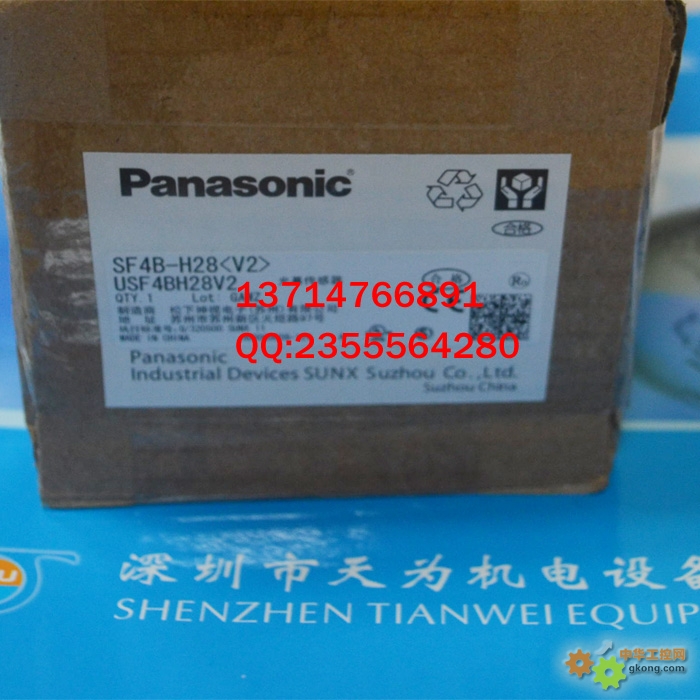 Panasonic
合格
SF4B-H28<V2>
USF4BH28V2
QTY.1 Lot:
13714766891
QQ:2355564280
MADE IN CHINA
Panasonic
Industrial Devices SUNX Suzhou Co.,Ltd.
Suzhou China
深圳市天为机电设
SHENZHEN TIANWEI EQUIP
中华工控网
gkong.com